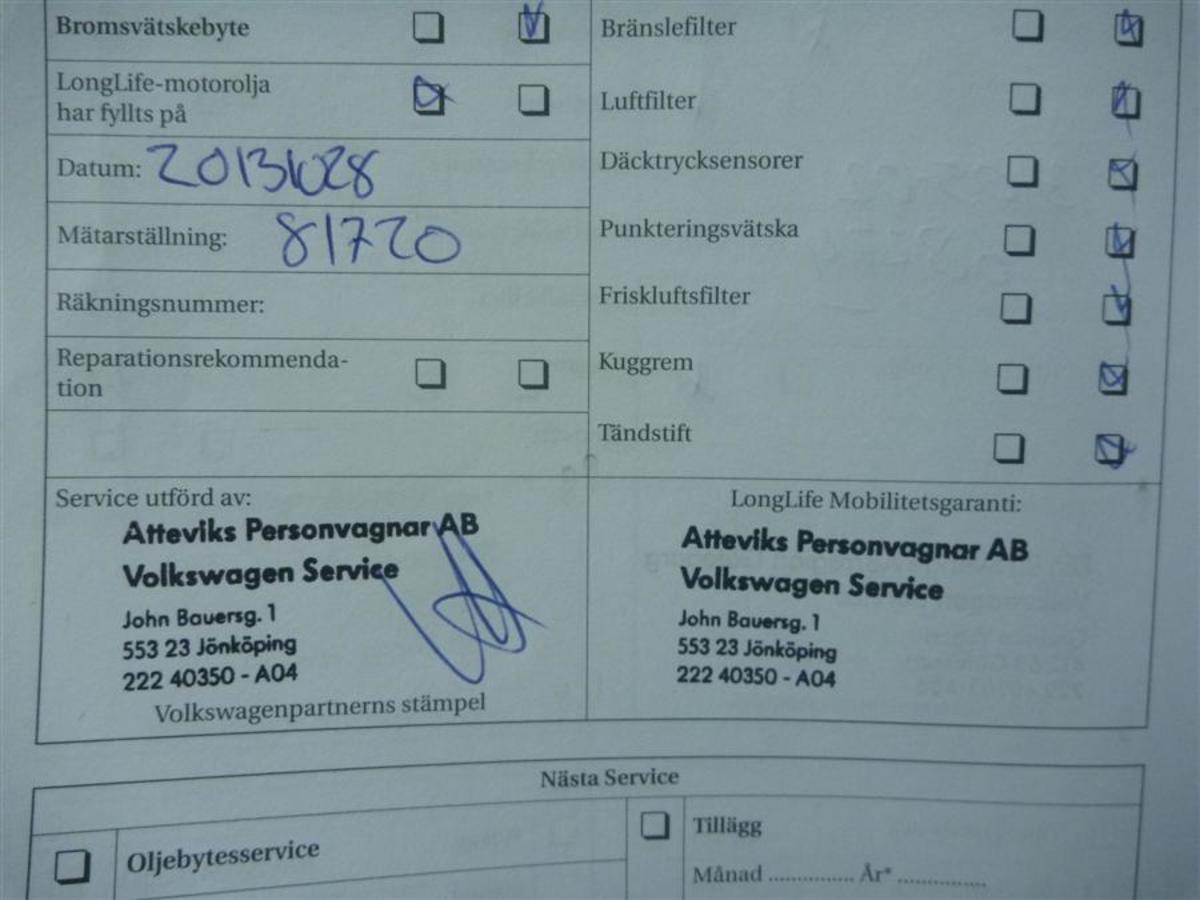 Bromsvätskebyte
LongLife-motorolja
har fyllts på
Datum: 20131028
Mätarställning: 81720
Räkningsnummer:
Reparationsrekommenda-
tion
Bränslefilter
Luftfilter
Däcktrycksensorer
Punkteringsvätska
Friskluftsfilter
Kuggrem
Tändstift
Service utförd av:
Atteviks Personvagnar AB
Volkswagen Service
John Bauersg. 1
553 23 Jönköping
222 40350 - A04
Volkswagenpartnerns stämpel
LongLife Mobilitetsgaranti:
Atteviks Personvagnar AB
Volkswagen Service
John Bauersg. 1
553 23 Jönköping
222 40350 - A04
Nästa Service
Oljebytesservice
Tillägg
Månad .............. År* ..............